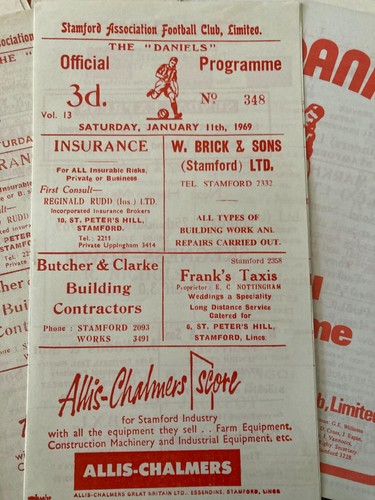 Stamford Association Football Club, Limited.
THE "DANIELS"
Official Programme
3d.
No 348
Vol. 13
SATURDAY, JANUARY 11th, 1969
INSURANCE
For ALL Insurable Risks,
Private or Business
First Consult—
REGINALD RUDD (Ins.) LTD.
Incorporated Insurance Brokers
10, ST. PETER'S HILL,
STAMFORD.
Tel.: 2211
Private Uppingham 3414
W. BRICK & SONS
(Stamford) LTD.
TEL STAMFORD 2332
ALL TYPES OF
BUILDING WORK AND
REPAIRS CARRIED OUT.
Butcher & Clarke
Building
Contractors
Phone : STAMFORD 2093
WORKS 3491
Stamford 2359
Frank's Taxis
Proprietor : E. C. NOTTINGHAM
Weddings a Speciality
Long Distance Service
Catered for
6, ST. PETER'S HILL,
STAMFORD, Lincs
Allis-Chalmers Score
for Stamford Industry
with all the equipment they sell . . Farm Equipment,
Construction Machinery and Industrial Equipment, etc.
ALLIS-CHALMERS
ALLIS-CHALMERS GREAT BRITAIN LTD., ESSENDINE, STAMFORD, LINCS